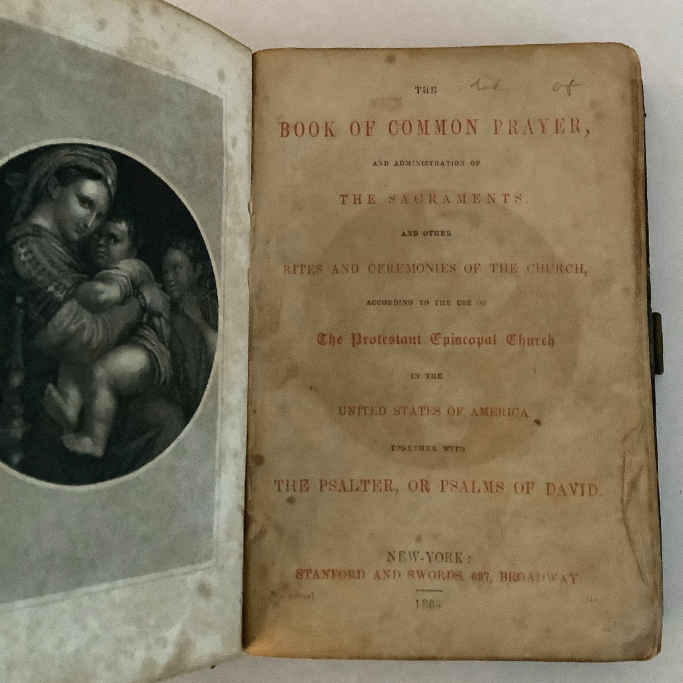 THE
BOOK OF COMMON PRAYER,
AND ADMINISTRATION OF
THE SACRAMENTS,
AND OTHER
RITES AND CEREMONIES OF THE CHURCH,
ACCORDING TO THE USE OF
The Protestant Episcopal Church
IN THE
UNITED STATES OF AMERICA
TOGETHER WITH
THE PSALTER, OR PSALMS OF DAVID.
NEW-YORK:
STANFORD AND SWORDS, 637, BROADWAY